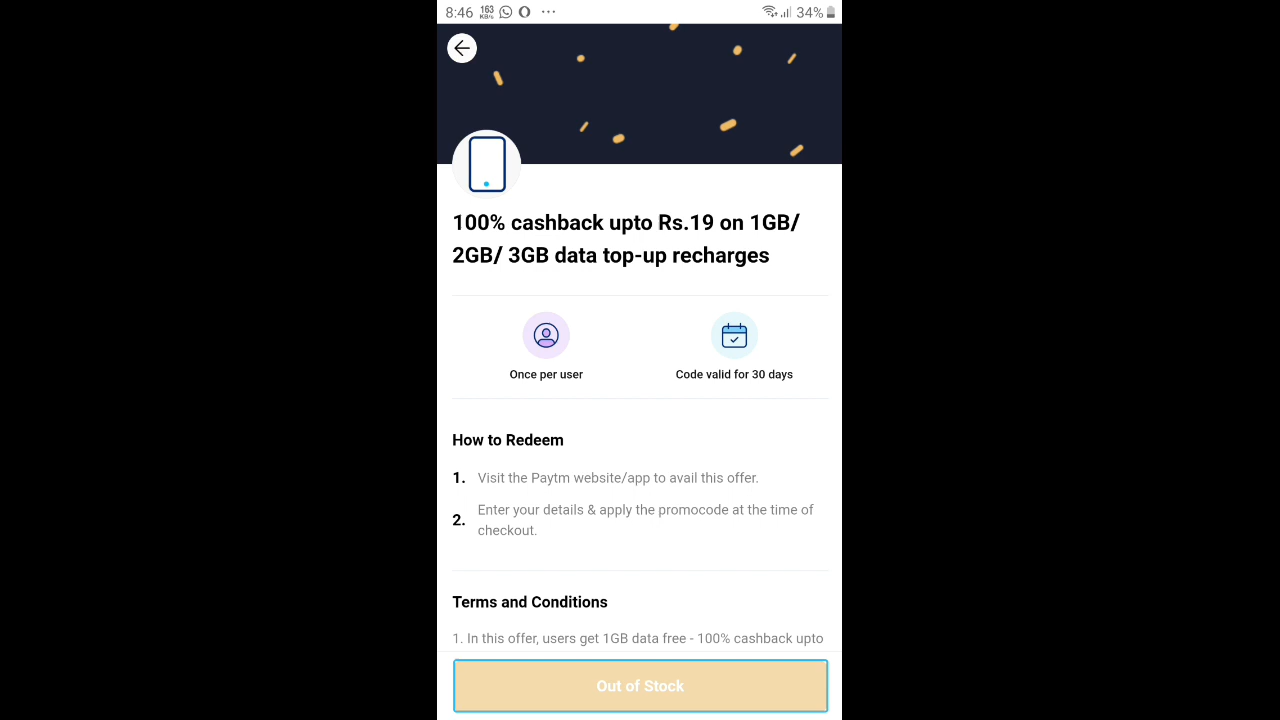 8:46 163 KB/s 34%
100% cashback upto Rs.19 on 1GB/
2GB/ 3GB data top-up recharges
Once per user
Code valid for 30 days
How to Redeem
1. Visit the Paytm website/app to avail this offer.
2. Enter your details & apply the promocode at the time of
checkout.
Terms and Conditions
1. In this offer, users get 1GB data free - 100% cashback upto
Out of Stock